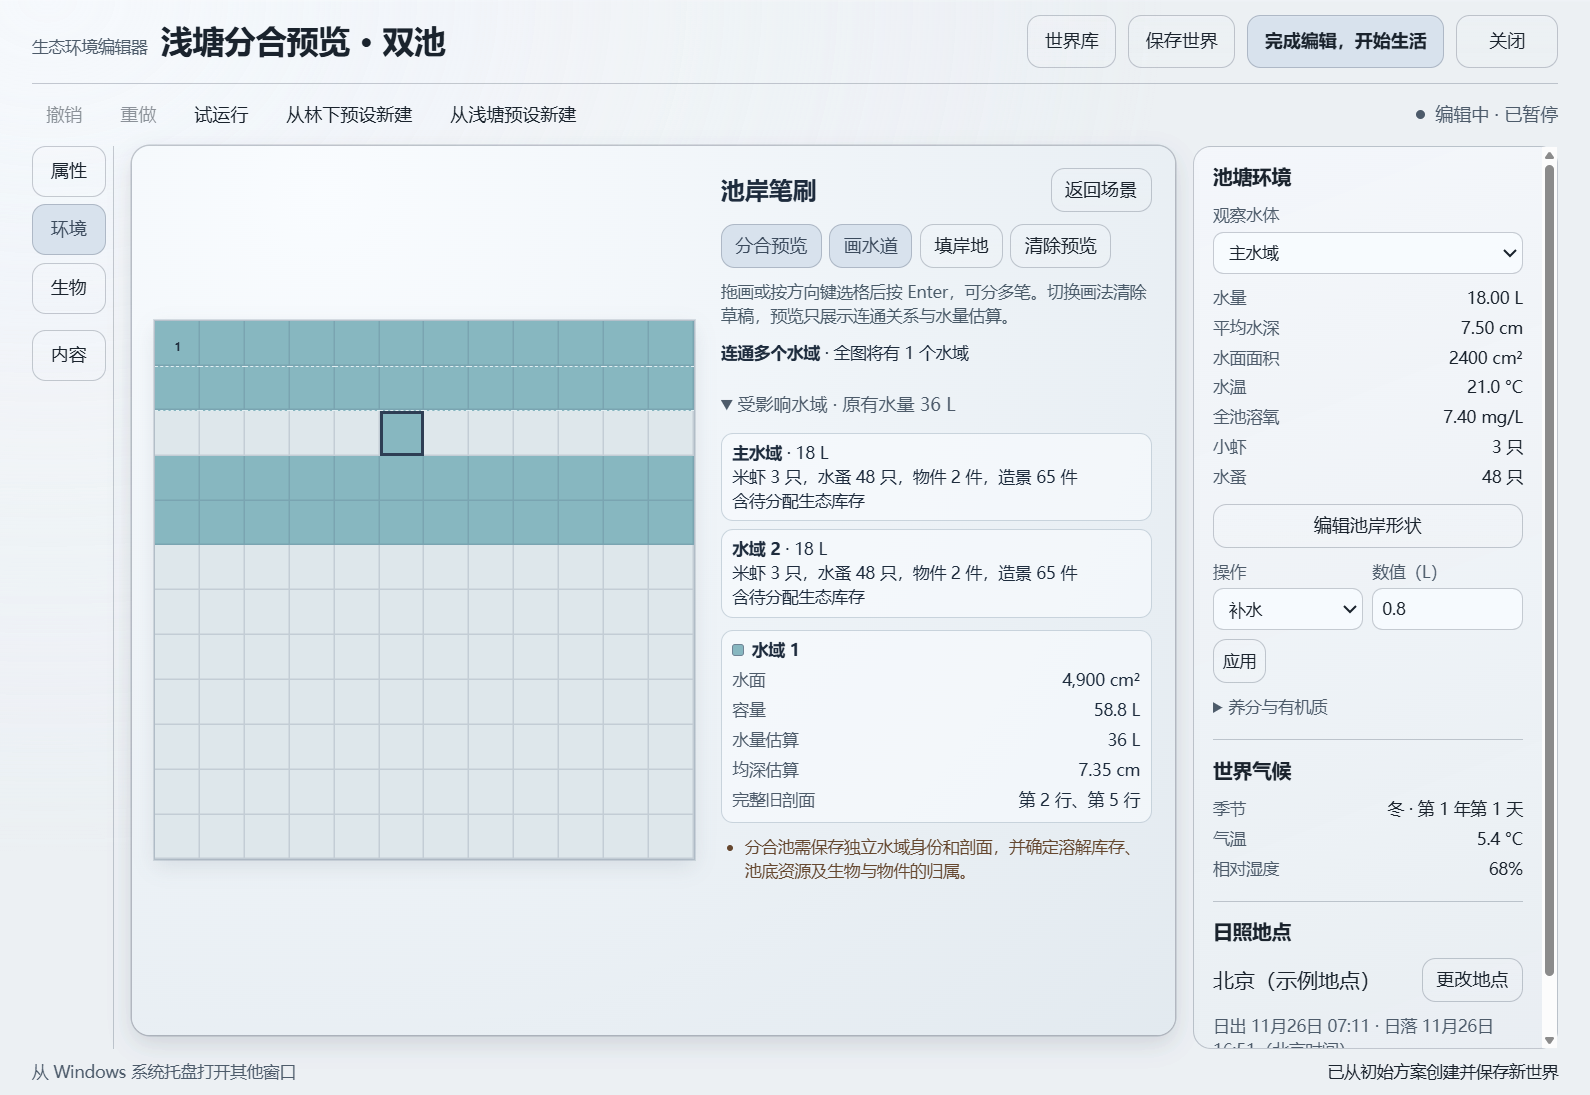 生态环境编辑器 浅塘分合预览·双池
世界库 保存世界 完成编辑，开始生活 关闭
撤销 重做 试运行 从林下预设新建 从浅塘预设新建
编辑中 · 已暂停
属性
环境
生物
内容
1
池岸笔刷
返回场景
分合预览 画水道 填岸地 清除预览
拖画或按方向键选格后按 Enter，可分多笔。切换画法清除
草稿，预览只展示连通关系与水量估算。
连通多个水域 · 全图将有 1 个水域
▼受影响水域 · 原有水量 36 L
主水域 · 18 L
米虾 3 只，水蚤 48 只，物件 2 件，造景 65 件
含待分配生态库存
水域 2 · 18 L
米虾 3 只，水蚤 48 只，物件 2 件，造景 65 件
含待分配生态库存
水域 1
水面 4,900 cm²
容量 58.8 L
水量估算 36 L
均深估算 7.35 cm
完整旧剖面 第 2 行、第 5 行
• 分合池需保存独立水域身份和剖面，并确定溶解库存、
池底资源及生物与物件的归属。
池塘环境
观察水体
主水域
水量 18.00 L
平均水深 7.50 cm
水面面积 2400 cm²
水温 21.0 °C
全池溶氧 7.40 mg/L
小虾 3 只
水蚤 48 只
编辑池岸形状
操作 数值（L）
补水 0.8
应用
▶养分与有机质
世界气候
季节 冬 · 第 1 年第 1 天
气温 5.4 °C
相对湿度 68%
日照地点
北京（示例地点） 更改地点
日出 11月26日 07:11 · 日落 11月26日
16:51（北京时间）
从 Windows 系统托盘打开其他窗口
已从初始方案创建并保存新世界